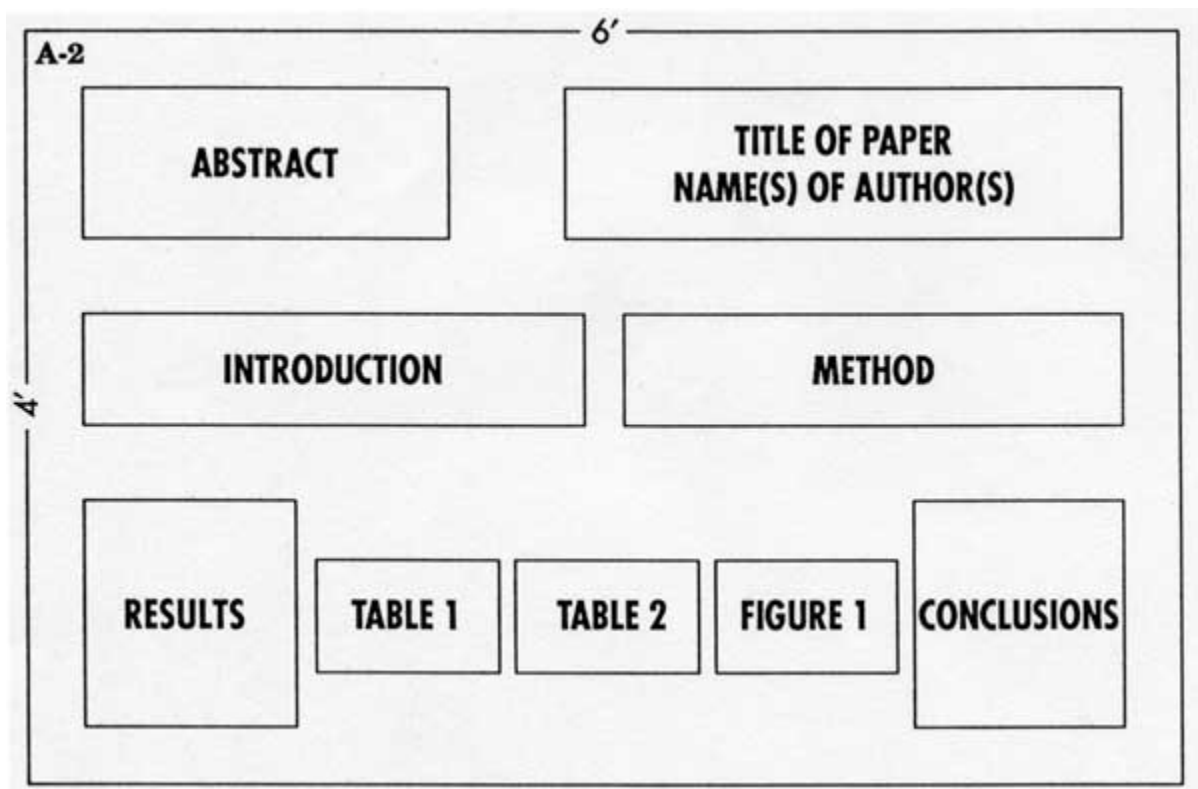 6′
A-2
ABSTRACT
TITLE OF PAPER
NAME(S) OF AUTHOR(S)
INTRODUCTION
METHOD
4′
RESULTS
TABLE 1
TABLE 2
FIGURE 1
CONCLUSIONS